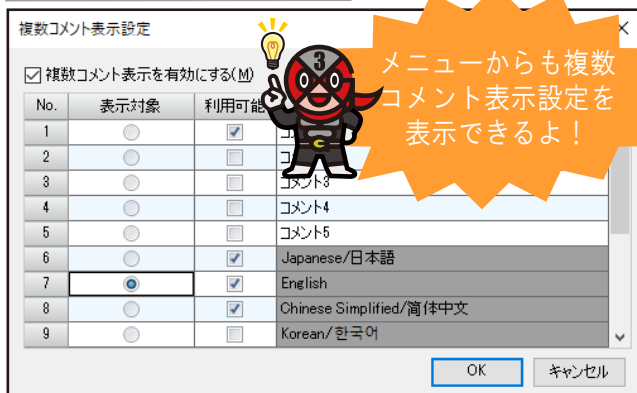 複数コメント表示設定
メニューからも複数
コメント表示設定を
表示できるよ！
複数コメント表示を有効にする(M)
No. 表示対象 利用可能
1
2
3 コメント3
4 コメント4
5 コメント5
6 Japanese/日本語
7 English
8 Chinese Simplified/简体中文
9 Korean/한국어
3
C
OK キャンセル